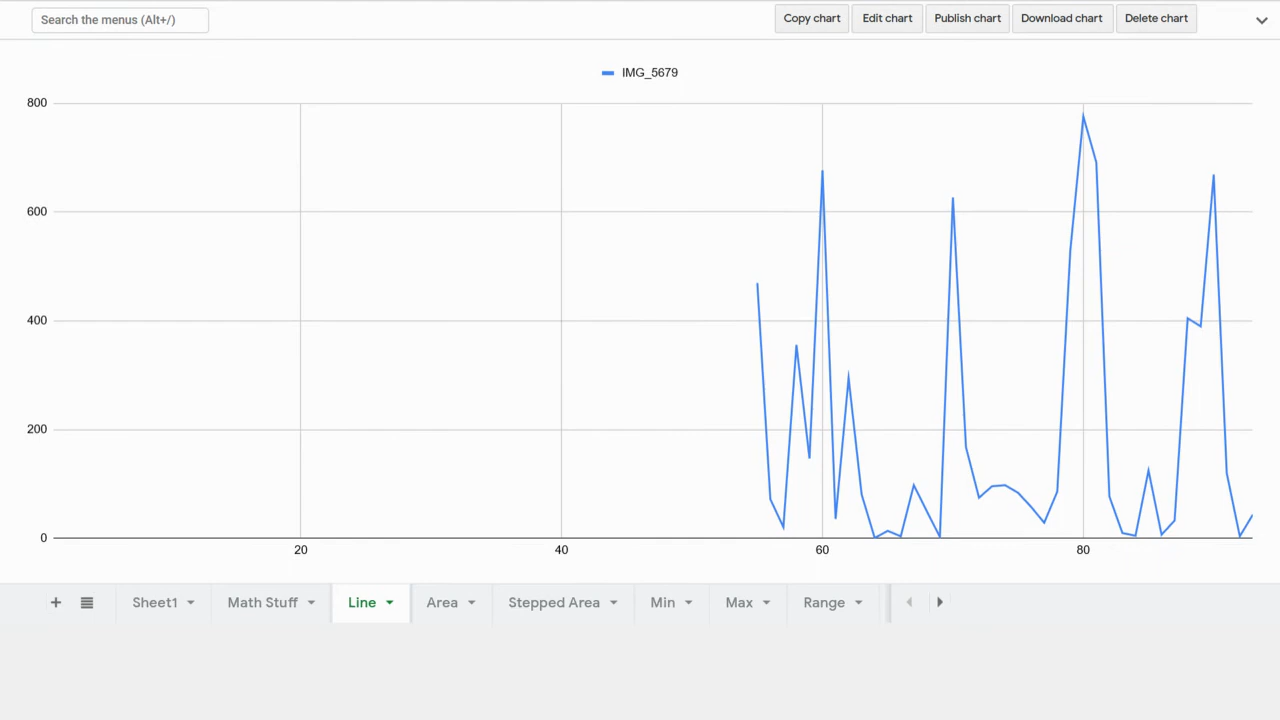 Search the menus (Alt+/)
Copy chart
Edit chart
Publish chart
Download chart
Delete chart
IMG_5679
800
600
400
200
0
20
40
60
80
Sheet1
Math Stuff
Line
Area
Stepped Area
Min
Max
Range